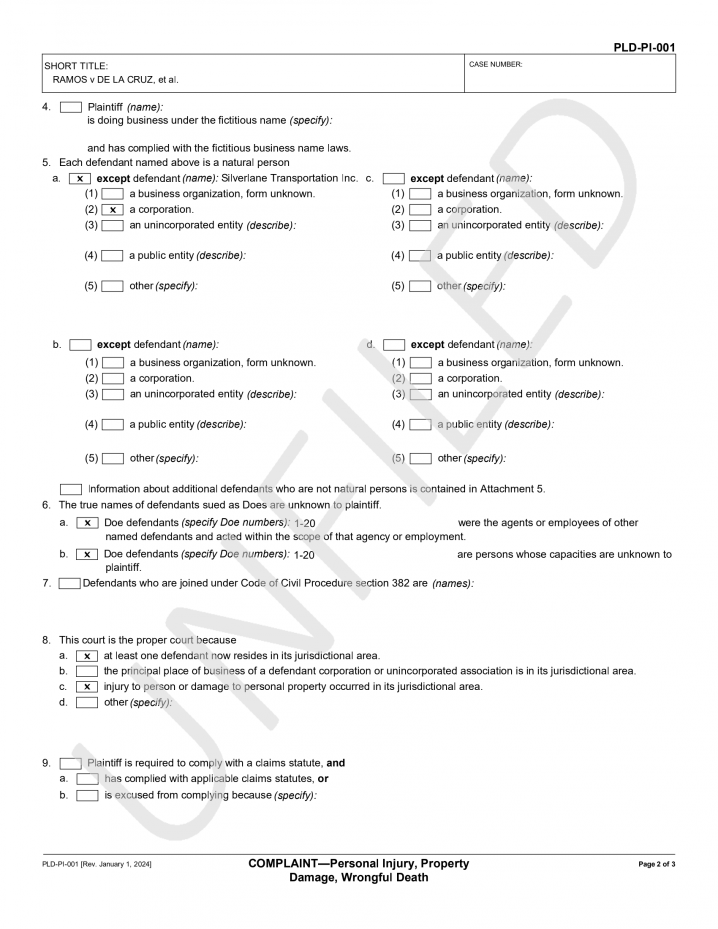 PLD-PI-001
SHORT TITLE:
RAMOS v DE LA CRUZ, et al.
CASE NUMBER:
4. Plaintiff (name):
is doing business under the fictitious name (specify):
and has complied with the fictitious business name laws.
5. Each defendant named above is a natural person
a. x except defendant (name): Silverlane Transportation Inc.
(1) a business organization, form unknown.
(2) x a corporation.
(3) an unincorporated entity (describe):
(4) a public entity (describe):
(5) other (specify):
c. except defendant (name):
(1) a business organization, form unknown.
(2) a corporation.
(3) an unincorporated entity (describe):
(4) a public entity (describe):
(5) other (specify):
b. except defendant (name):
(1) a business organization, form unknown.
(2) a corporation.
(3) an unincorporated entity (describe):
(4) a public entity (describe):
(5) other (specify):
d. except defendant (name):
(1) a business organization, form unknown.
(2) a corporation.
(3) an unincorporated entity (describe):
(4) a public entity (describe):
(5) other (specify):
Information about additional defendants who are not natural persons is contained in Attachment 5.
6. The true names of defendants sued as Does are unknown to plaintiff.
a. x Doe defendants (specify Doe numbers): 1-20 were the agents or employees of other
named defendants and acted within the scope of that agency or employment.
b. x Doe defendants (specify Doe numbers): 1-20 are persons whose capacities are unknown to
plaintiff.
7. Defendants who are joined under Code of Civil Procedure section 382 are (names):
8. This court is the proper court because
a. x at least one defendant now resides in its jurisdictional area.
b. the principal place of business of a defendant corporation or unincorporated association is in its jurisdictional area.
c. x injury to person or damage to personal property occurred in its jurisdictional area.
d. other (specify):
9. Plaintiff is required to comply with a claims statute, and
a. has complied with applicable claims statutes, or
b. is excused from complying because (specify):
UNFILED
PLD-PI-001 [Rev. January 1, 2024]
COMPLAINT—Personal Injury, Property
Damage, Wrongful Death
Page 2 of 3